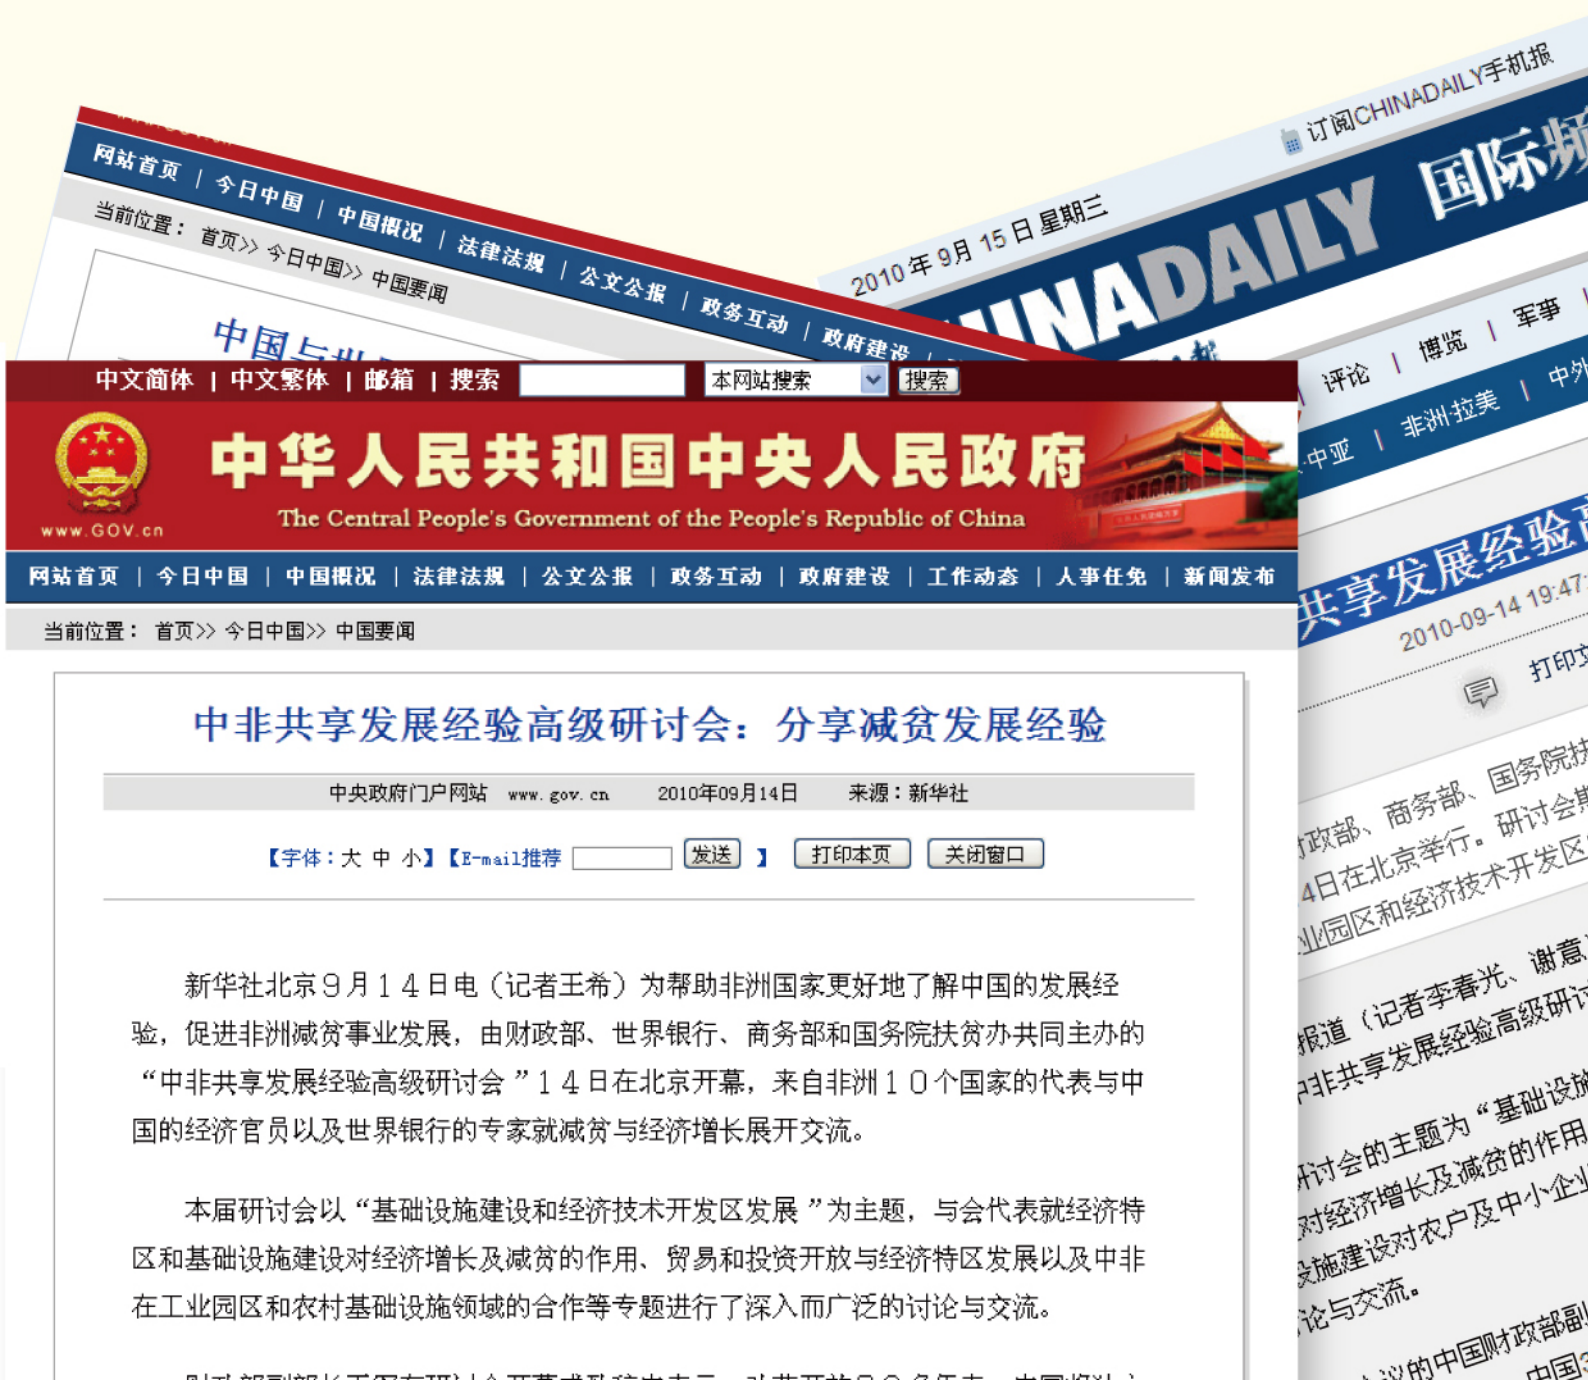 网站首页 | 今日中国 | 中国概况 | 法律法规 | 公文公报 | 政务互动 | 政府建设 |
当前位置： 首页>> 今日中国>> 中国要闻
中国与世
订阅CHINADAILY手机报
2010年9月15日 星期三
CHINADAILY 国际频
评论 | 博览 | 军事
中亚 | 非洲·拉美 | 中外
中文简体 | 中文繁体 | 邮箱 | 搜索 本网站搜索 搜索
中华人民共和国中央人民政府
The Central People's Government of the People's Republic of China
www.GOV.cn
网站首页 | 今日中国 | 中国概况 | 法律法规 | 公文公报 | 政务互动 | 政府建设 | 工作动态 | 人事任免 | 新闻发布
当前位置： 首页>> 今日中国>> 中国要闻
中非共享发展经验高级研讨会：分享减贫发展经验
中央政府门户网站 www.gov.cn 2010年09月14日 来源：新华社
【字体：大 中 小】【E-mail推荐 发送 】 打印本页 关闭窗口
新华社北京９月１４日电（记者王希）为帮助非洲国家更好地了解中国的发展经
验，促进非洲减贫事业发展，由财政部、世界银行、商务部和国务院扶贫办共同主办的
“中非共享发展经验高级研讨会”１４日在北京开幕，来自非洲１０个国家的代表与中
国的经济官员以及世界银行的专家就减贫与经济增长展开交流。
本届研讨会以“基础设施建设和经济技术开发区发展”为主题，与会代表就经济特
区和基础设施建设对经济增长及减贫的作用、贸易和投资开放与经济特区发展以及中非
在工业园区和农村基础设施领域的合作等专题进行了深入而广泛的讨论与交流。
共享发展经验高
2010-09-14 19:47:
打印文
财政部、商务部、国务院扶
14日在北京举行。研讨会期
业园区和经济技术开发区
报道（记者李春光、谢意
中非共享发展经验高级研讨
研讨会的主题为“基础设施
对经济增长及减贫的作用
设施建设对农户及中小企业
讨论与交流。
会议的中国财政部副
中国3